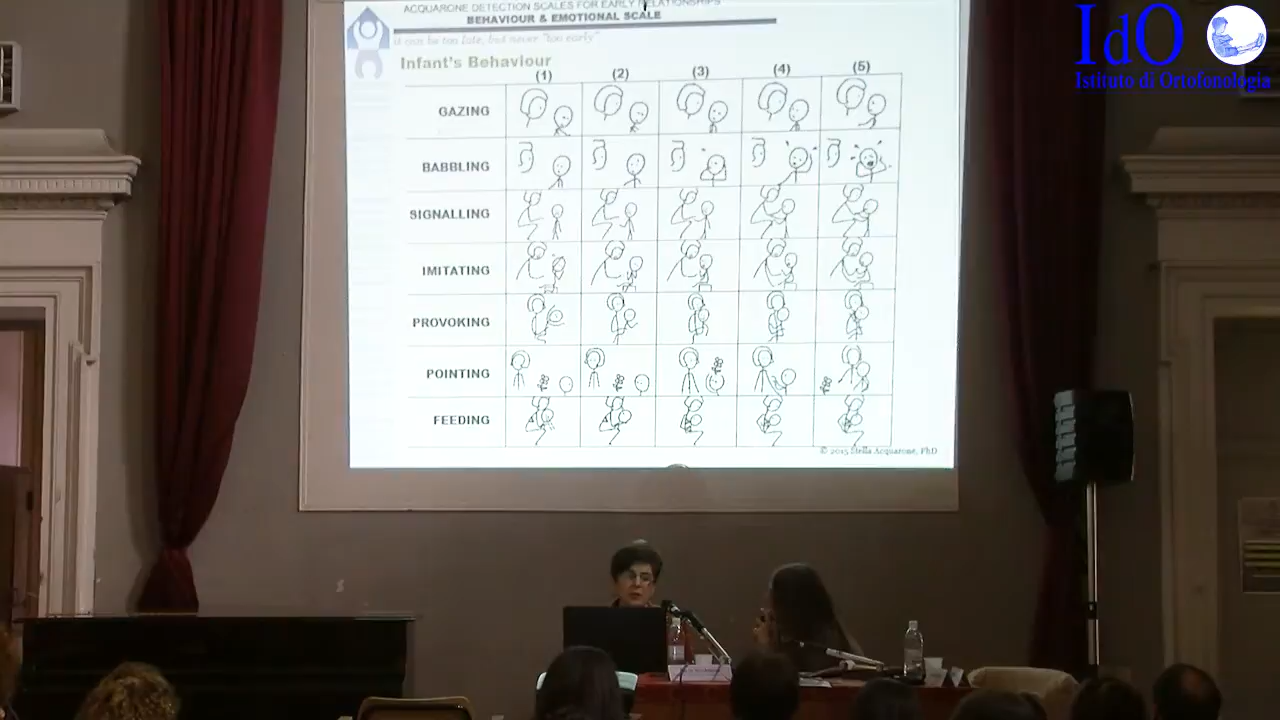 ACQUARONE DETECTION SCALES FOR EARLY RELATIONSHIPS
BEHAVIOUR & EMOTIONAL SCALE
it can be too late, but never "too early"
Infant's Behaviour
(1) (2) (3) (4) (5)
GAZING
BABBLING
SIGNALLING
IMITATING
PROVOKING
POINTING
FEEDING
© 2015 Stella Acquarone, PhD
IdO
Istituto di Ortofonologia